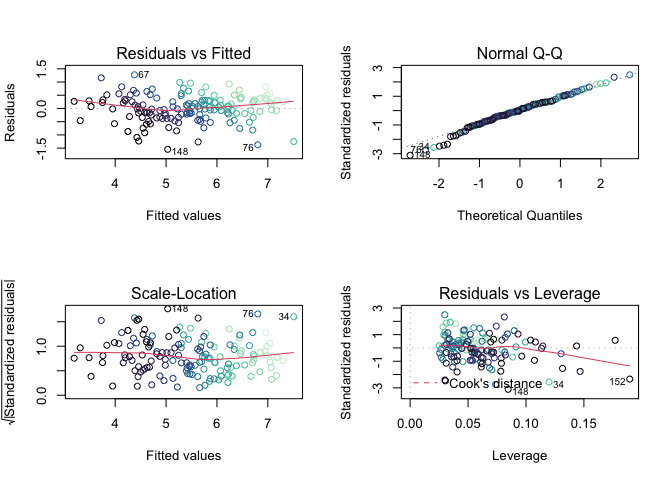 Residuals vs Fitted
Residuals
1.5
0.0
-1.5
67
148
76
4 5 6 7
Fitted values
Normal Q-Q
Standardized residuals
3
1
-1
-3
34
76
148
-2 -1 0 1 2
Theoretical Quantiles
Scale-Location
√|Standardized residuals|
1.0
0.0
148
76
34
4 5 6 7
Fitted values
Residuals vs Leverage
Standardized residuals
3
1
-1
-3
Cook's distance
148
34
152
0.00 0.05 0.10 0.15
Leverage